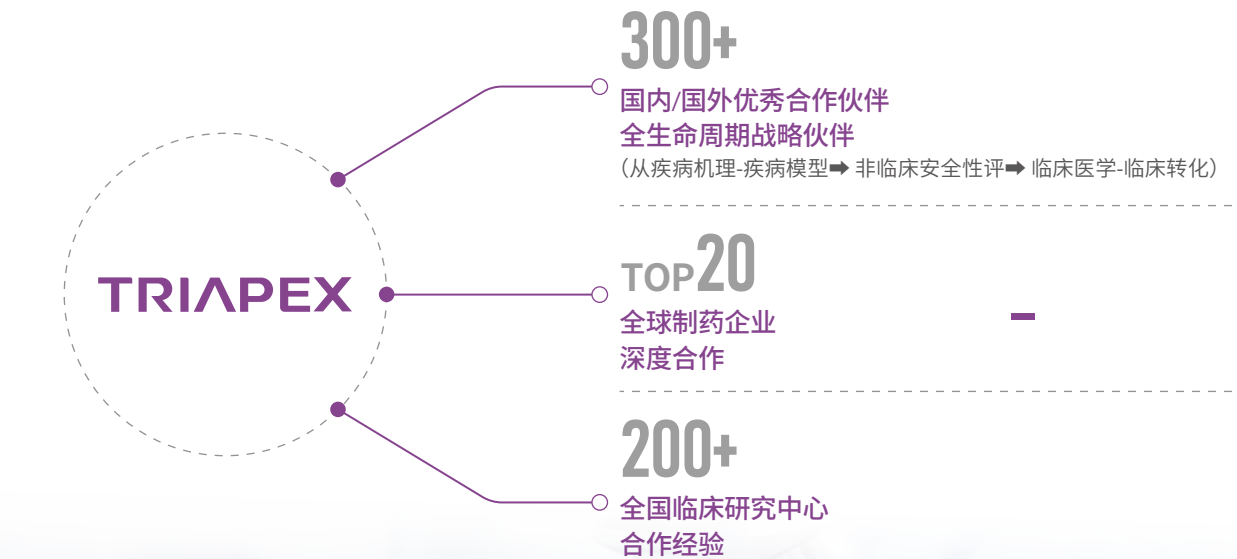 TRIAPEX
300+
国内/国外优秀合作伙伴
全生命周期战略伙伴
（从疾病机理-疾病模型➡ 非临床安全性评➡ 临床医学-临床转化）
TOP20
全球制药企业
深度合作
200+
全国临床研究中心
合作经验